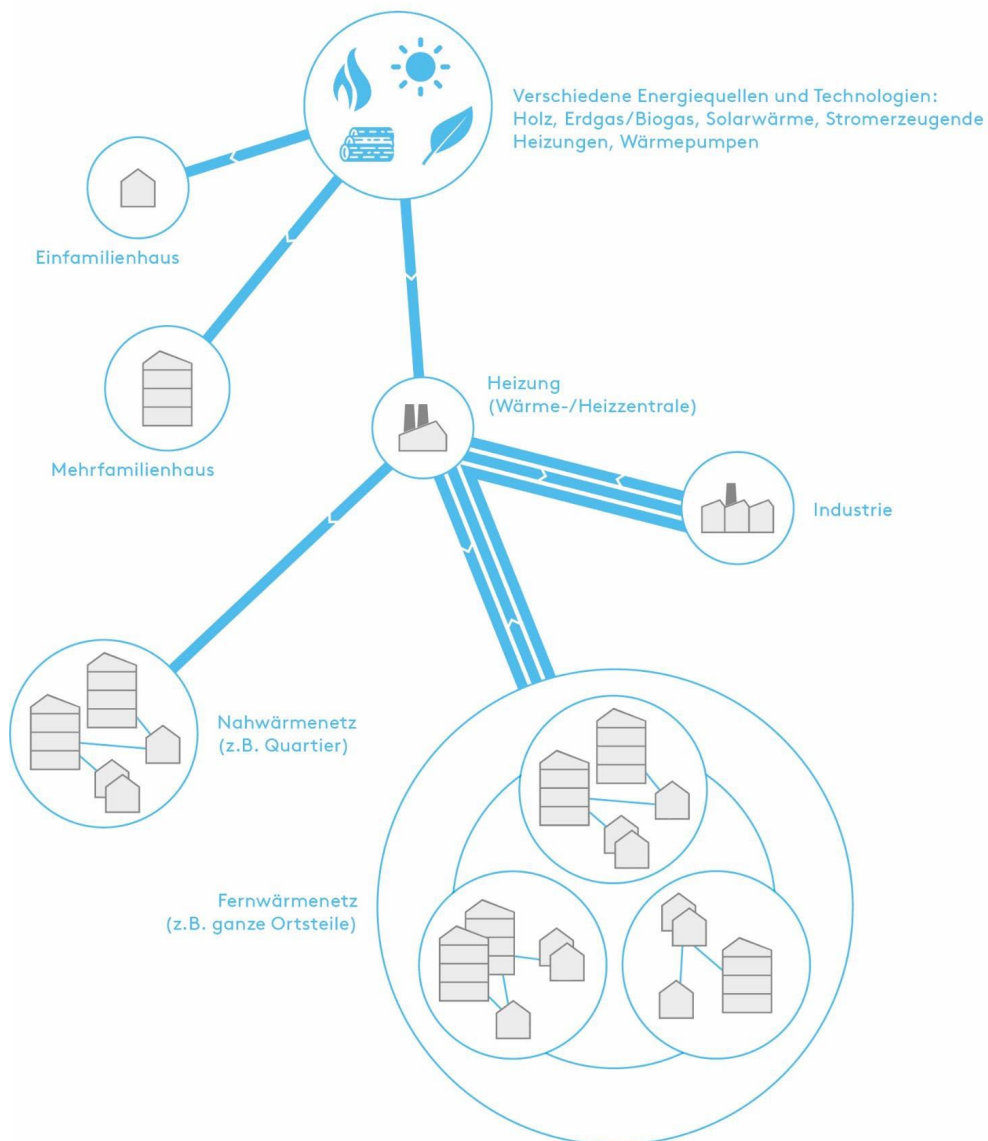 Verschiedene Energiequellen und Technologien:
Holz, Erdgas/Biogas, Solarwärme, Stromerzeugende
Heizungen, Wärmepumpen
Einfamilienhaus
Mehrfamilienhaus
Heizung
(Wärme-/Heizzentrale)
Industrie
Nahwärmenetz
(z.B. Quartier)
Fernwärmenetz
(z.B. ganze Ortsteile)